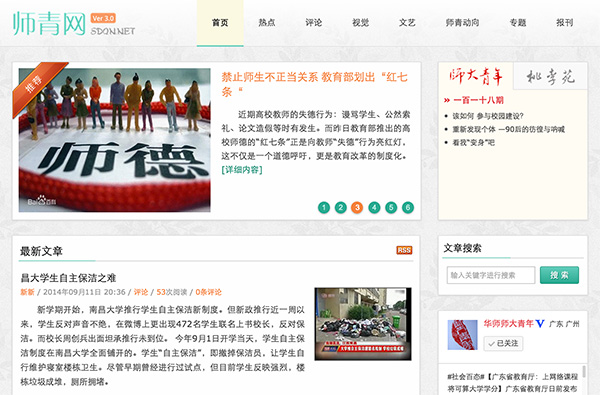 师青网 Ver 3.0
SDQN.NET
首页 热点 评论 视觉 文艺 师青动向 专题 报刊
推荐
师德
Baidu百科
禁止师生不正当关系 教育部划出“红七
条“
近期高校教师的失德行为：谩骂学生、公然索
礼、论文造假等时有发生。而昨日教育部推出的高
校师德的“红七条”正是向教师“失德”行为亮红灯，
这不仅是一个道德呼吁，更是教育改革的制度化。
[详细内容]
1 2 3 4 5 6
师大青年 桃李苑
» 一百一十八期
该如何 参与校园建设?
重新发现个体 —90后的彷徨与呐喊
看我“变身”吧
最新文章
RSS
昌大学生自主保洁之难
新新 / 2014年09月11日 20:36 / 评论 / 53次阅读 / 0条评论
新学期开始，南昌大学推行学生自主保洁新制度。但新政推行近一周以
来，学生反对声音不绝，在微博上更出现472名学生联名上书校长，反对保
洁。而校长周创兵出面坦承推行未到位。 今年9月1日开学当天，学生自主保
洁制度在南昌大学全面铺开的。学生“自主保洁”，即撤掉保洁员，让学生自
行维护寝室楼栋卫生。尽管早期曾经进行过试点，但目前学生反映强烈，楼
栋垃圾成堆，厕所拥堵。
文章搜索
输入关键字进行搜索
搜 索
华师师大青年 V 广东 广州
已关注
#社会百态#【广东省教育厅：上网络课程
将可算大学学分】广东省教育厅日前发布